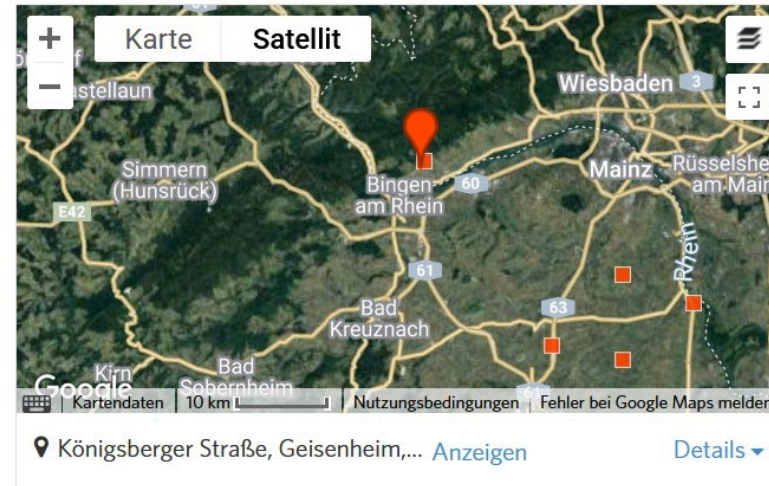 61
+ Karte Satellit
−
astellaun
Wiesbaden 3
Simmern
(Hunsrück)
Mainz
Rüsselshe
am Main
Bingen
am Rhein
60
E42
Rhein
61
63
Bad
Kreuznach
Kirn
Bad
Sobernheim
61
Google
Kartendaten 10 km Nutzungsbedingungen Fehler bei Google Maps melden
Königsberger Straße, Geisenheim,... Anzeigen Details